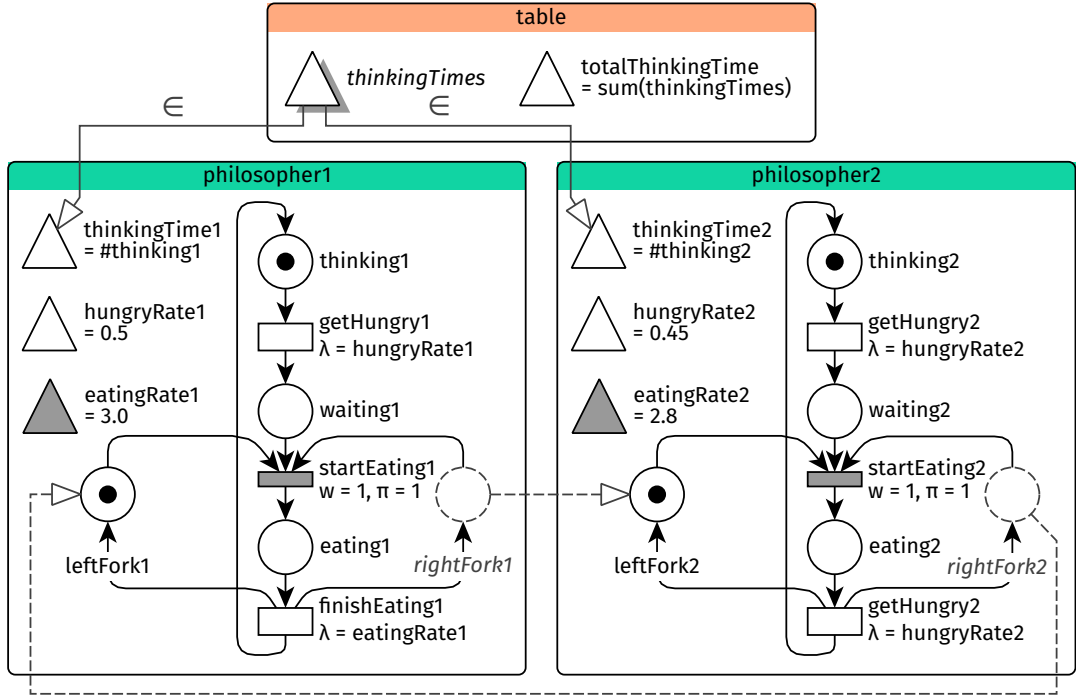 table
thinkingTimes
totalThinkingTime
= sum(thinkingTimes)
∈
∈
philosopher1
thinkingTime1
= #thinking1
hungryRate1
= 0.5
eatingRate1
= 3.0
thinking1
getHungry1
λ = hungryRate1
waiting1
startEating1
w = 1, π = 1
eating1
leftFork1
rightFork1
finishEating1
λ = eatingRate1
philosopher2
thinkingTime2
= #thinking2
hungryRate2
= 0.45
eatingRate2
= 2.8
thinking2
getHungry2
λ = hungryRate2
waiting2
startEating2
w = 1, π = 1
eating2
leftFork2
rightFork2
getHungry2
λ = hungryRate2